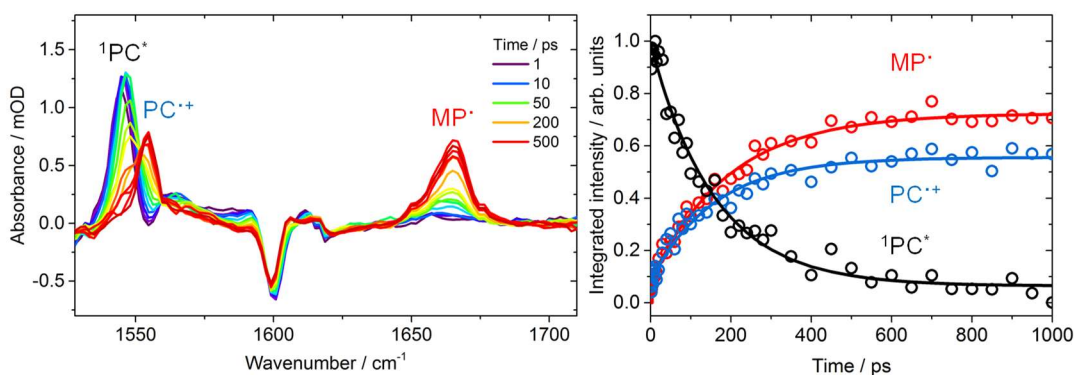 ¹PC*
PC•+
MP•
Time / ps
1
10
50
200
500
1.5
1.0
0.5
0.0
-0.5
Absorbance / mOD
1550
1600
1650
1700
Wavenumber / cm⁻¹
1.0
0.8
0.6
0.4
0.2
0.0
Integrated intensity / arb. units
MP•
PC•+
¹PC*
0
200
400
600
800
1000
Time / ps